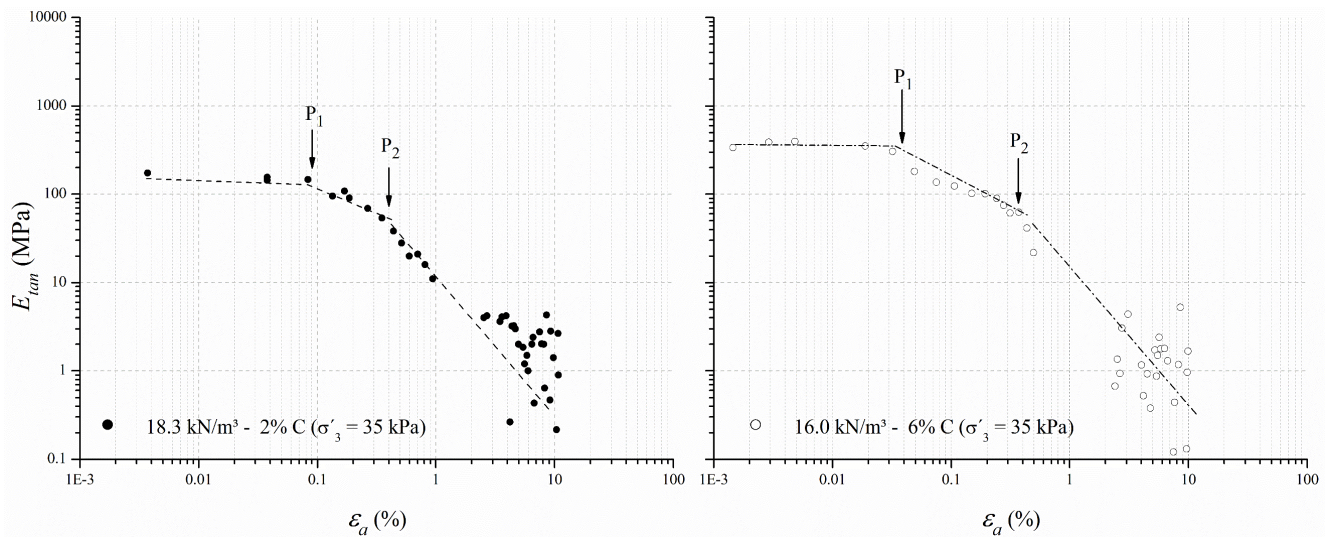 10000
1000
100
10
1
0.1
E_tan (MPa)
P₁
P₂
18.3 kN/m³ - 2% C (σ´₃ = 35 kPa)
1E-3 0.01 0.1 1 10 100
εₐ (%)
P₁
P₂
16.0 kN/m³ - 6% C (σ´₃ = 35 kPa)
1E-3 0.01 0.1 1 10 100
εₐ (%)